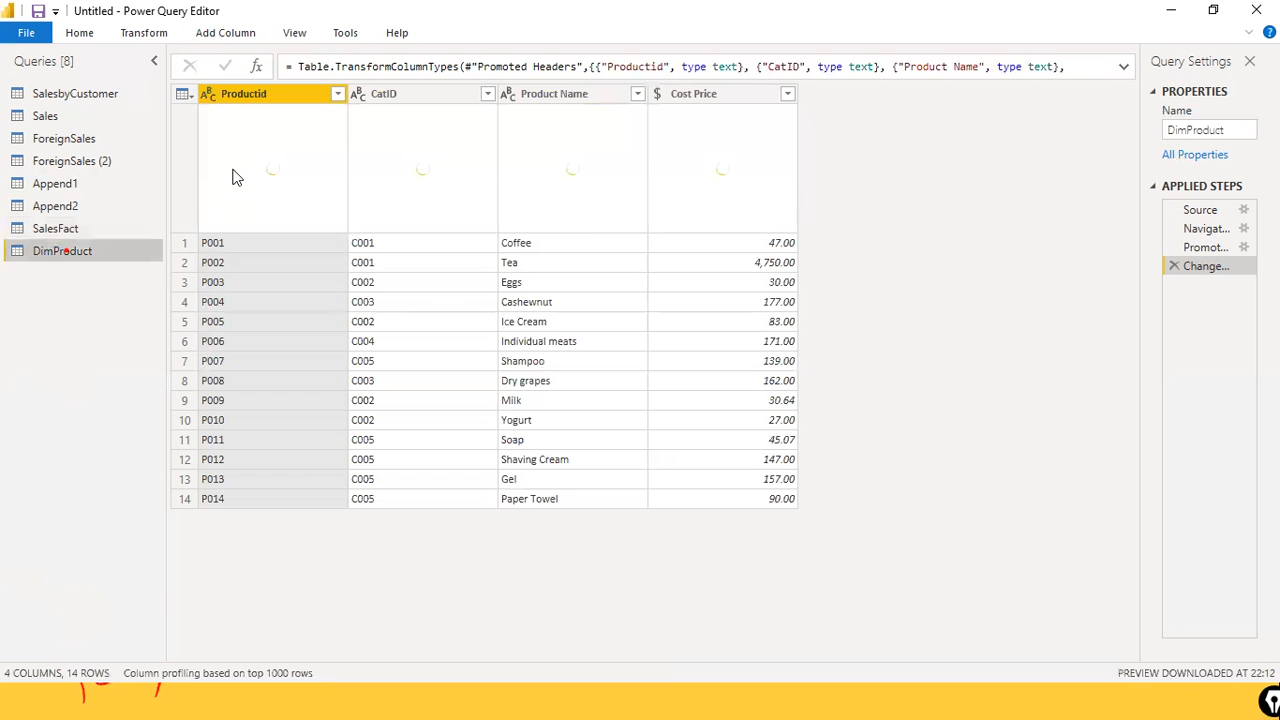 Untitled - Power Query Editor
File Home Transform Add Column View Tools Help
Queries [8]
SalesbyCustomer
Sales
ForeignSales
ForeignSales (2)
Append1
Append2
SalesFact
DimProduct
fx = Table.TransformColumnTypes(#"Promoted Headers",{{"Productid", type text}, {"CatID", type text}, {"Product Name", type text},
Productid CatID Product Name $ Cost Price
1 P001 C001 Coffee 47.00
2 P002 C001 Tea 4,750.00
3 P003 C002 Eggs 30.00
4 P004 C003 Cashewnut 177.00
5 P005 C002 Ice Cream 83.00
6 P006 C004 Individual meats 171.00
7 P007 C005 Shampoo 139.00
8 P008 C003 Dry grapes 162.00
9 P009 C002 Milk 30.64
10 P010 C002 Yogurt 27.00
11 P011 C005 Soap 45.07
12 P012 C005 Shaving Cream 147.00
13 P013 C005 Gel 157.00
14 P014 C005 Paper Towel 90.00
Query Settings
PROPERTIES
Name
DimProduct
All Properties
APPLIED STEPS
Source
Navigat...
Promot...
Change...
4 COLUMNS, 14 ROWS Column profiling based on top 1000 rows
PREVIEW DOWNLOADED AT 22:12